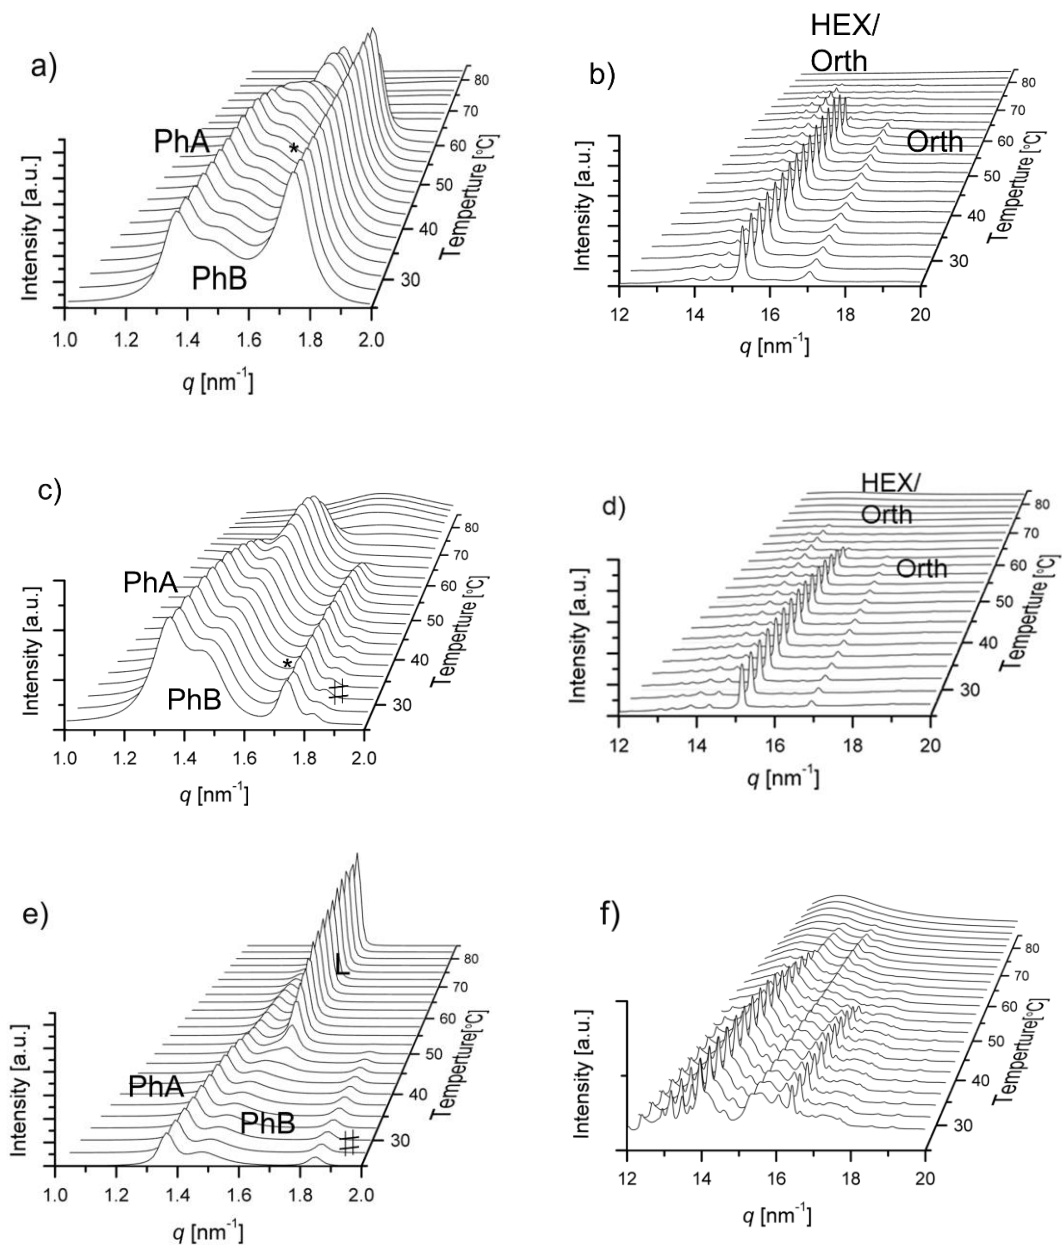 a)
PhA
*
PhB
Intensity [a.u.]
1.0 1.2 1.4 1.6 1.8 2.0
q [nm⁻¹]
30 40 50 60 70 80
Temperture [°C]
b)
HEX/
Orth
Orth
Intensity [a.u.]
12 14 16 18 20
q [nm⁻¹]
30 40 50 60 70 80
Temperture [°C]
c)
PhA
PhB
*
#
Intensity [a.u.]
1.0 1.2 1.4 1.6 1.8 2.0
q [nm⁻¹]
30 40 50 60 70 80
Temperture [°C]
d)
HEX/
Orth
Orth
Intensity [a.u.]
12 14 16 18 20
q [nm⁻¹]
30 40 50 60 70 80
Temperture [°C]
e)
L
PhA
PhB
#
Intensity [a.u.]
1.0 1.2 1.4 1.6 1.8 2.0
q [nm⁻¹]
30 40 50 60 70 80
Temperture[°C]
f)
Intensity [a.u.]
12 14 16 18 20
q [nm⁻¹]
30 40 50 60 70 80
Temperture[°C]